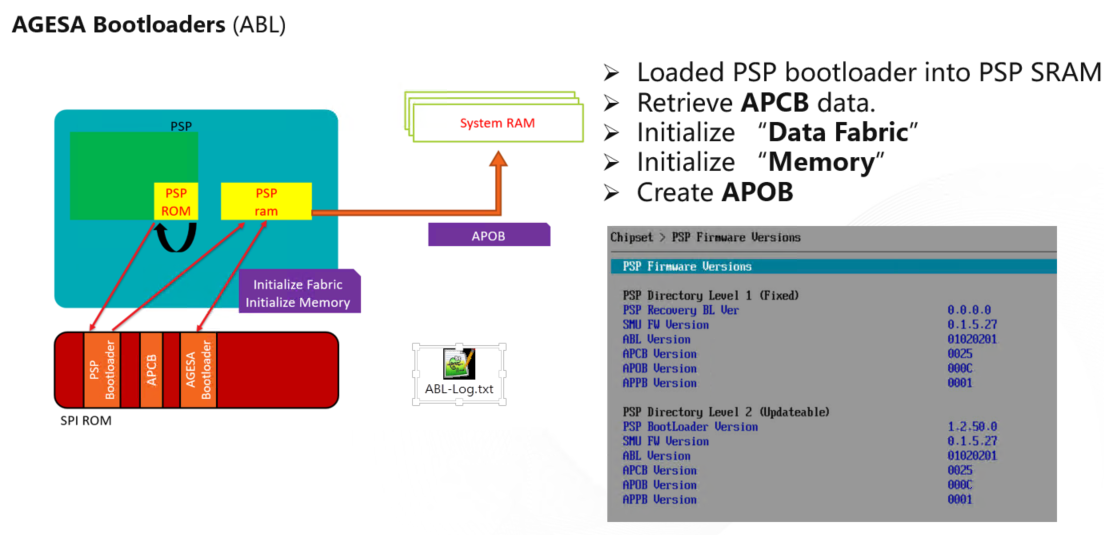 AGESA Bootloaders (ABL)
PSP
PSP
ROM
PSP
ram
System RAM
APOB
Initialize Fabric
Initialize Memory
PSP
Bootloader
APCB
AGESA
Bootloader
SPI ROM
ABL-Log.txt
➢ Loaded PSP bootloader into PSP SRAM
➢ Retrieve APCB data.
➢ Initialize “Data Fabric”
➢ Initialize “Memory”
➢ Create APOB
Chipset > PSP Firmware Versions
PSP Firmware Versions
PSP Directory Level 1 (Fixed)
PSP Recovery BL Ver 0.0.0.0
SMU FW Version 0.1.5.27
ABL Version 01020201
APCB Version 0025
APOB Version 000C
APPB Version 0001
PSP Directory Level 2 (Updateable)
PSP BootLoader Version 1.2.50.0
SMU FW Version 0.1.5.27
ABL Version 01020201
APCB Version 0025
APOB Version 000C
APPB Version 0001